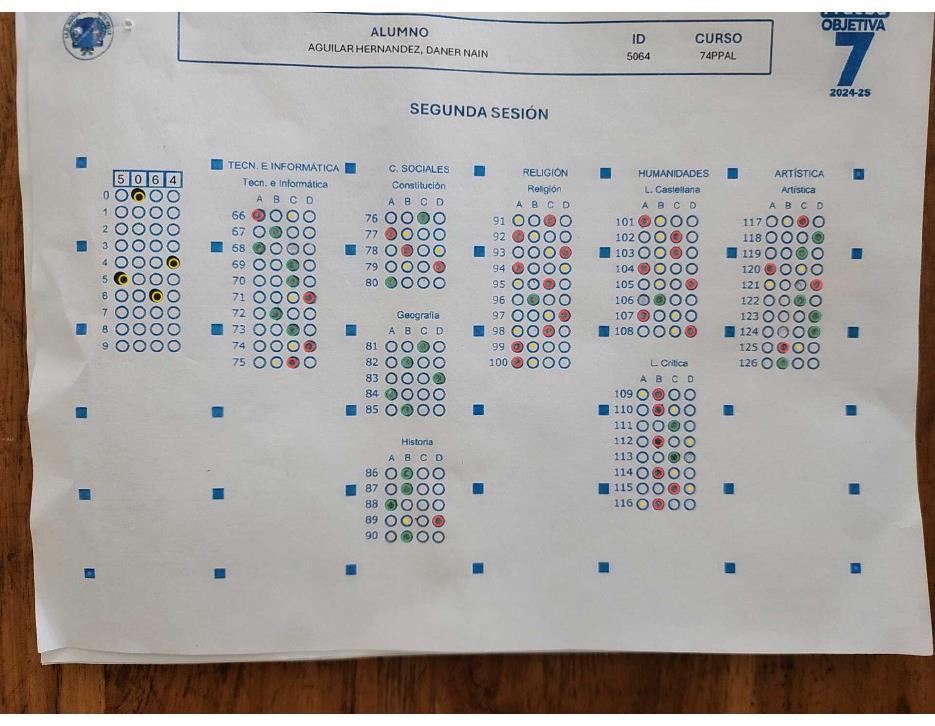 Prueba
OBJETIVA
7
2024-25
ALUMNO ID CURSO
AGUILAR HERNANDEZ, DANER NAIN 5064 74PPAL
SEGUNDA SESIÓN
5 0 6 4
0
1
2
3
4
5
6
7
8
9
TECN. E INFORMÁTICA
Tecn. e Informática
A B C D
66
67
68
69
70
71
72
73
74
75
C. SOCIALES
Constitución
A B C D
76
77
78
79
80
Geografía
A B C D
81
82
83
84
85
Historia
A B C D
86
87
88
89
90
RELIGIÓN
Religión
A B C D
91
92
93
94
95
96
97
98
99
100
HUMANIDADES
L. Castellana
A B C D
101
102
103
104
105
106
107
108
L. Crítica
A B C D
109
110
111
112
113
114
115
116
ARTÍSTICA
Artística
A B C D
117
118
119
120
121
122
123
124
125
126